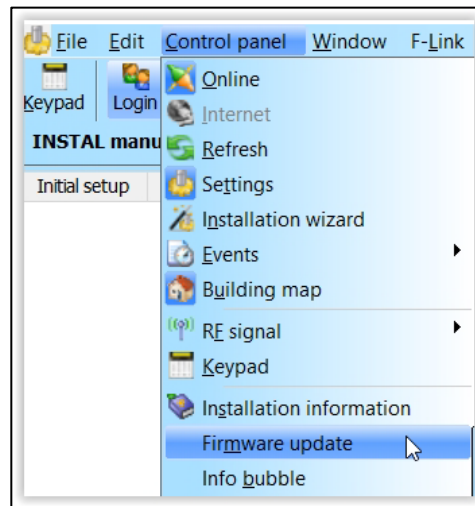 File Edit Control panel Window F-Link
Keypad Login
INSTAL manu
Initial setup
Online
Internet
Refresh
Settings
Installation wizard
Events
Building map
RF signal
Keypad
Installation information
Firmware update
Info bubble